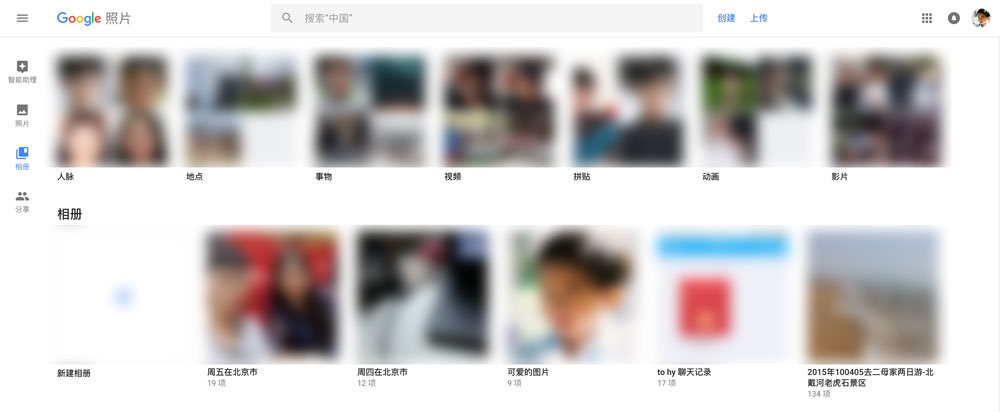 Google 照片
搜索"中国"
创建
上传
智能助理
照片
相册
分享
人脉
地点
事物
视频
拼贴
动画
影片
相册
新建相册
周五在北京市
19 项
周四在北京市
12 项
可爱的图片
9 项
to hy 聊天记录
17 项
2015年100405去二母家两日游-北
戴河老虎石景区
134 项